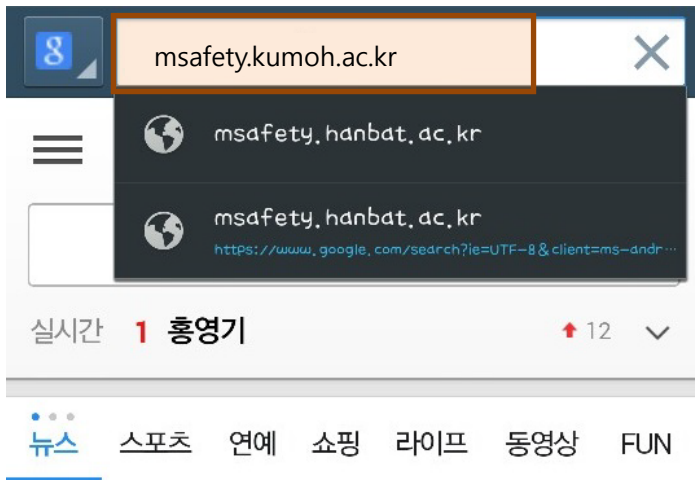 8
msafety.kumoh.ac.kr
msafety.hanbat.ac.kr
msafety.hanbat.ac.kr
https://www.google.com/search?ie=UTF-8&client=ms-andr…
실시간 1 홍영기 12
뉴스 스포츠 연예 쇼핑 라이프 동영상 FUN